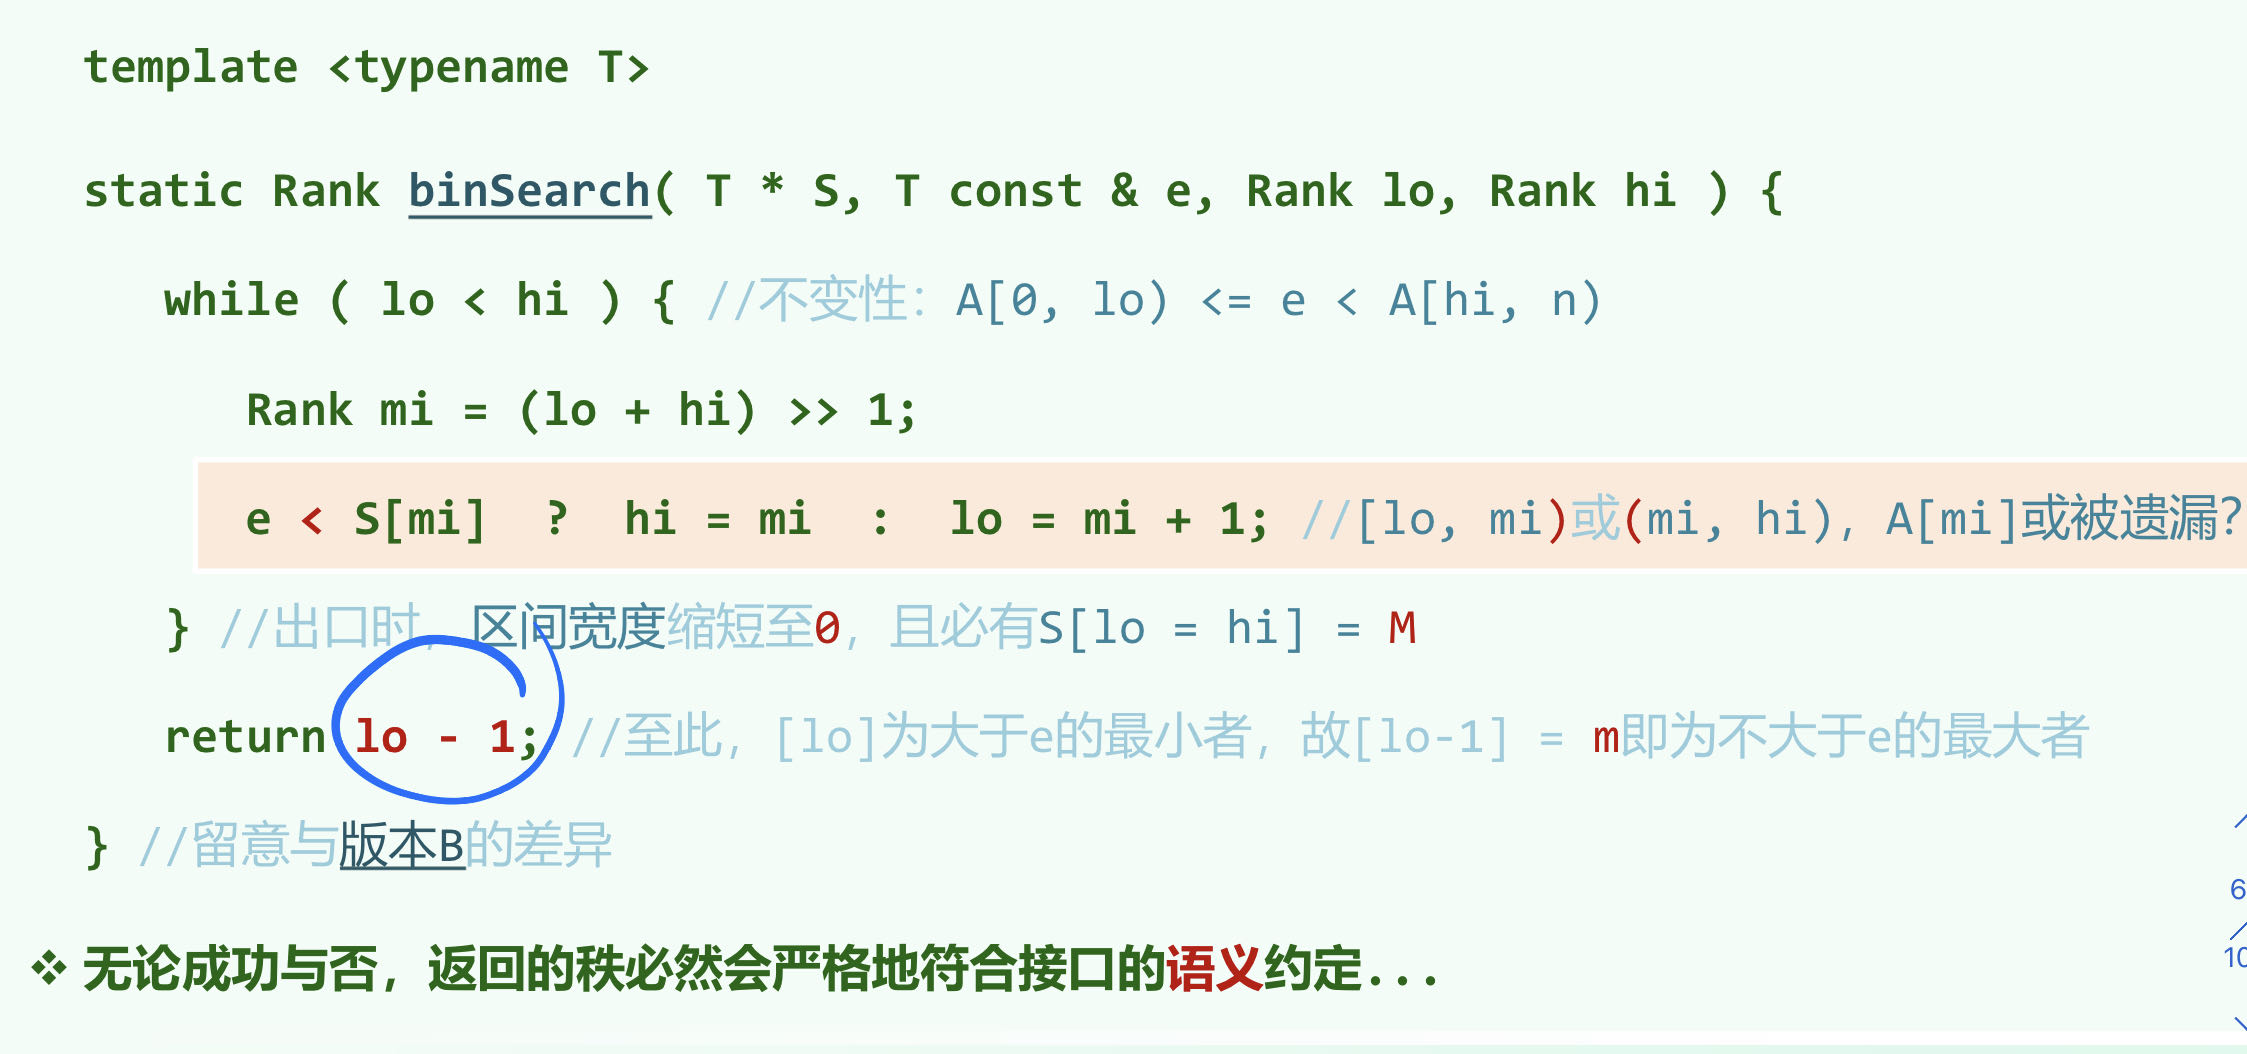 template <typename T>
static Rank binSearch( T * S, T const & e, Rank lo, Rank hi ) {
while ( lo < hi ) { //不变性：A[0, lo) <= e < A[hi, n)
Rank mi = (lo + hi) >> 1;
e < S[mi] ? hi = mi : lo = mi + 1; //[lo, mi)或(mi, hi)，A[mi]或被遗漏？
} //出口时，区间宽度缩短至0，且必有S[lo = hi] = M
return lo - 1; //至此，[lo]为大于e的最小者，故[lo-1] = m即为不大于e的最大者
} //留意与版本B的差异
6
10
❖ 无论成功与否，返回的秩必然会严格地符合接口的语义约定...